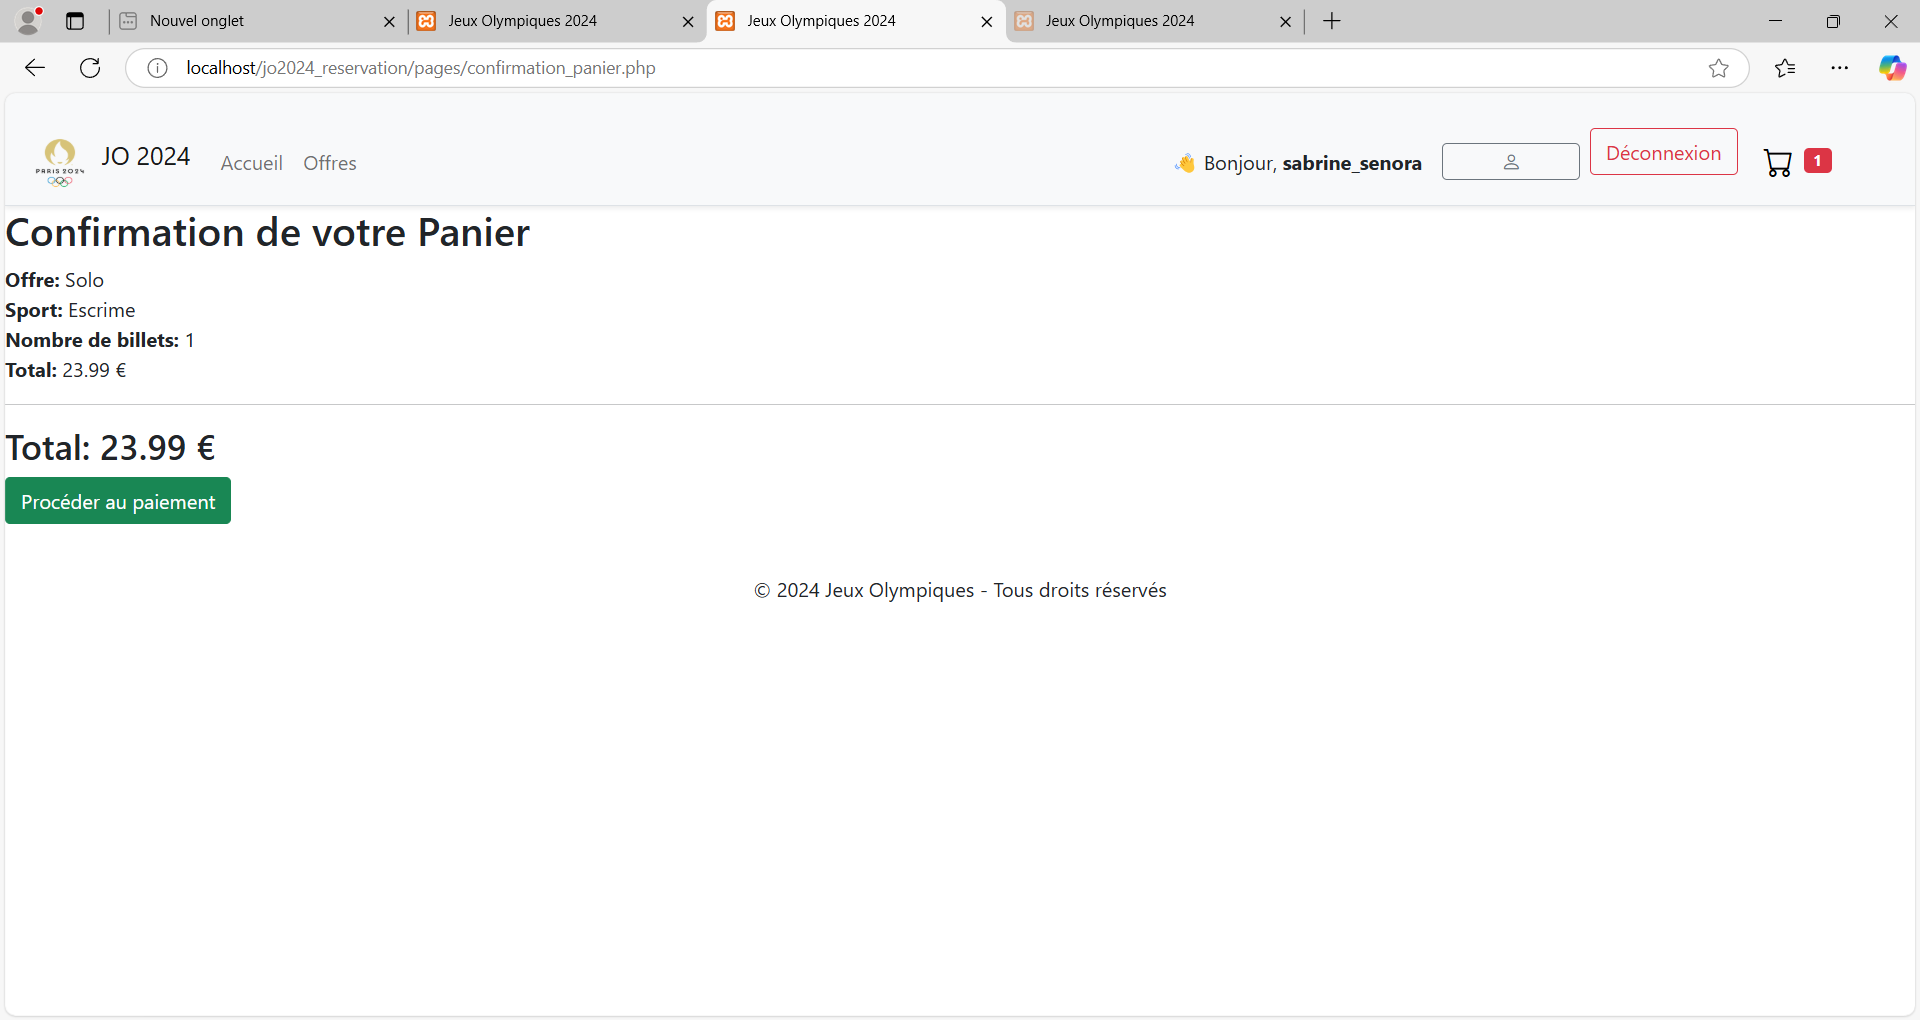 Nouvel onglet
Jeux Olympiques 2024
Jeux Olympiques 2024
Jeux Olympiques 2024
localhost/jo2024_reservation/pages/confirmation_panier.php
PARIS 2024
JO 2024
Accueil
Offres
👋 Bonjour, sabrine_senora
Déconnexion
1
Confirmation de votre Panier
Offre: Solo
Sport: Escrime
Nombre de billets: 1
Total: 23.99 €
Total: 23.99 €
Procéder au paiement
© 2024 Jeux Olympiques - Tous droits réservés